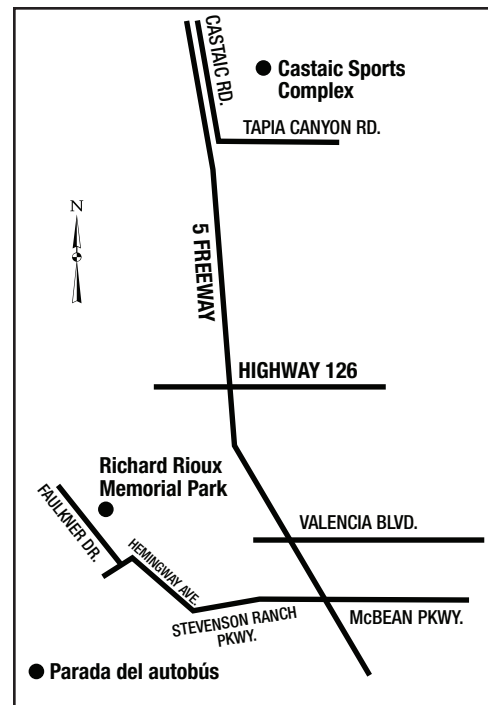 CASTAIC RD.
Castaic Sports
Complex
TAPIA CANYON RD.
N
5 FREEWAY
HIGHWAY 126
Richard Rioux
Memorial Park
FAULKNER DR.
HEMINGWAY AVE.
VALENCIA BLVD.
STEVENSON RANCH
PKWY.
McBEAN PKWY.
Parada del autobús